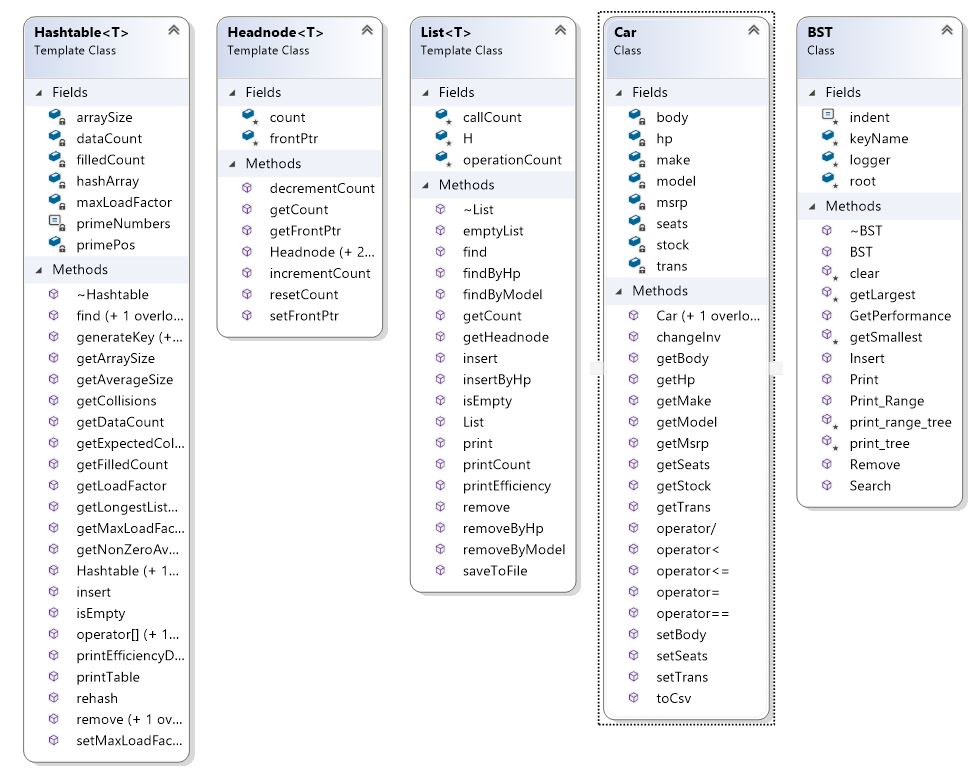 Hashtable<T>
Template Class
Fields
arraySize
dataCount
filledCount
hashArray
maxLoadFactor
primeNumbers
primePos
Methods
~Hashtable
find (+ 1 overlo...
generateKey (+...
getArraySize
getAverageSize
getCollisions
getDataCount
getExpectedCol...
getFilledCount
getLoadFactor
getLongestList...
getMaxLoadFac...
getNonZeroAv...
Hashtable (+ 1...
insert
isEmpty
operator[] (+ 1...
printEfficiencyD...
printTable
rehash
remove (+ 1 ov...
setMaxLoadFac...
Headnode<T>
Template Class
Fields
count
frontPtr
Methods
decrementCount
getCount
getFrontPtr
Headnode (+ 2...
incrementCount
resetCount
setFrontPtr
List<T>
Template Class
Fields
callCount
H
operationCount
Methods
~List
emptyList
find
findByHp
findByModel
getCount
getHeadnode
insert
insertByHp
isEmpty
List
print
printCount
printEfficiency
remove
removeByHp
removeByModel
saveToFile
Car
Class
Fields
body
hp
make
model
msrp
seats
stock
trans
Methods
Car (+ 1 overlo...
changeInv
getBody
getHp
getMake
getModel
getMsrp
getSeats
getStock
getTrans
operator/
operator<
operator<=
operator=
operator==
setBody
setSeats
setTrans
toCsv
BST
Class
Fields
indent
keyName
logger
root
Methods
~BST
BST
clear
getLargest
GetPerformance
getSmallest
Insert
Print
Print_Range
print_range_tree
print_tree
Remove
Search